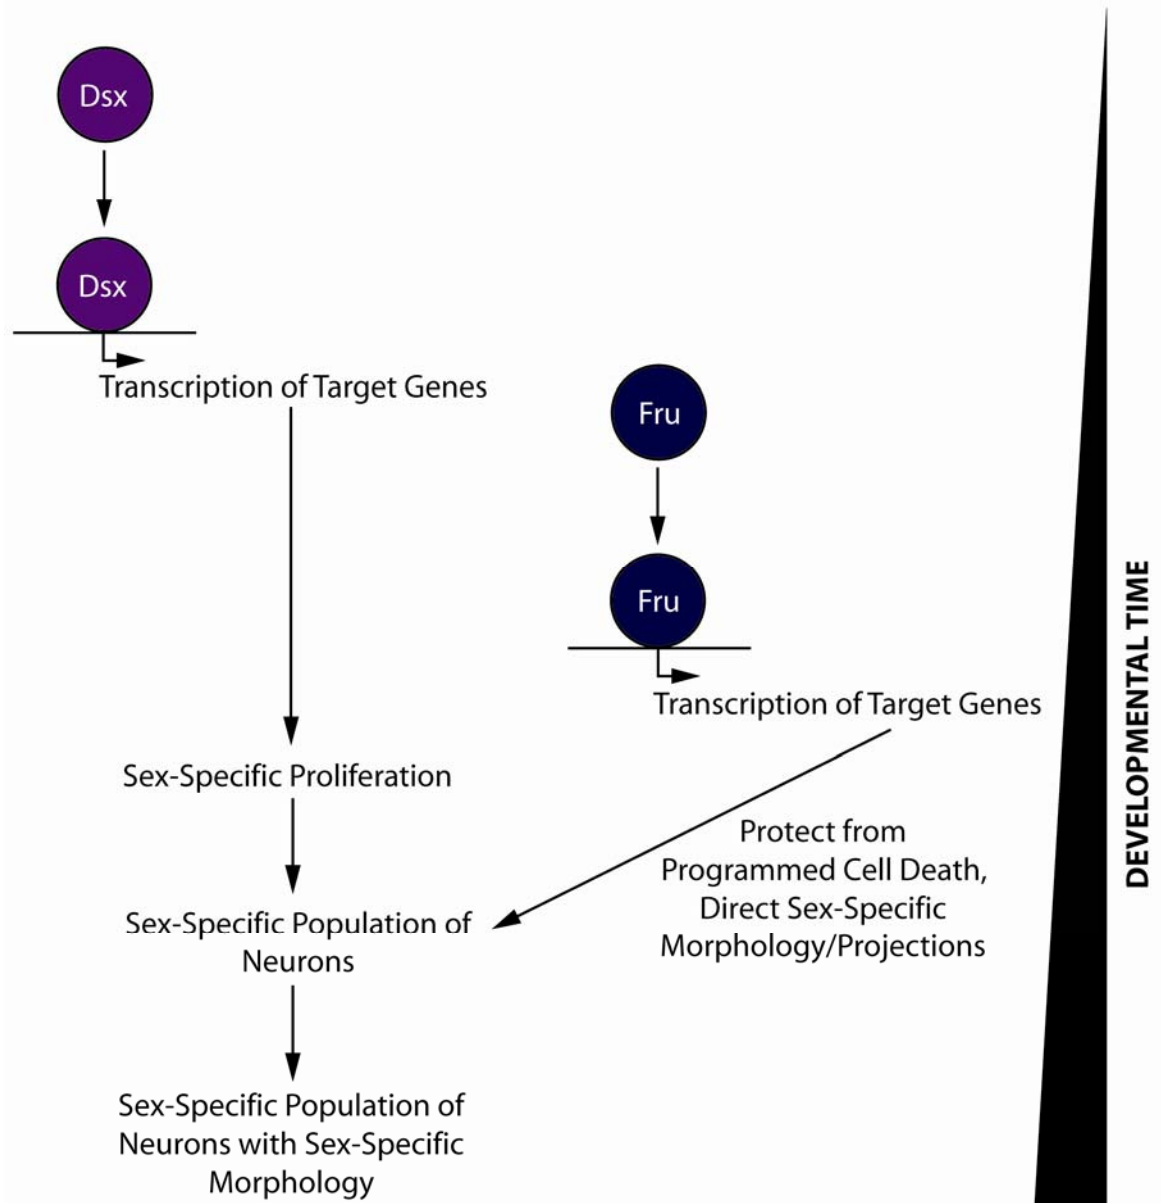 Dsx
Dsx
Transcription of Target Genes
Fru
Fru
Transcription of Target Genes
Sex-Specific Proliferation
Protect from
Programmed Cell Death,
Direct Sex-Specific
Morphology/Projections
Sex-Specific Population of
Neurons
Sex-Specific Population of
Neurons with Sex-Specific
Morphology
DEVELOPMENTAL TIME